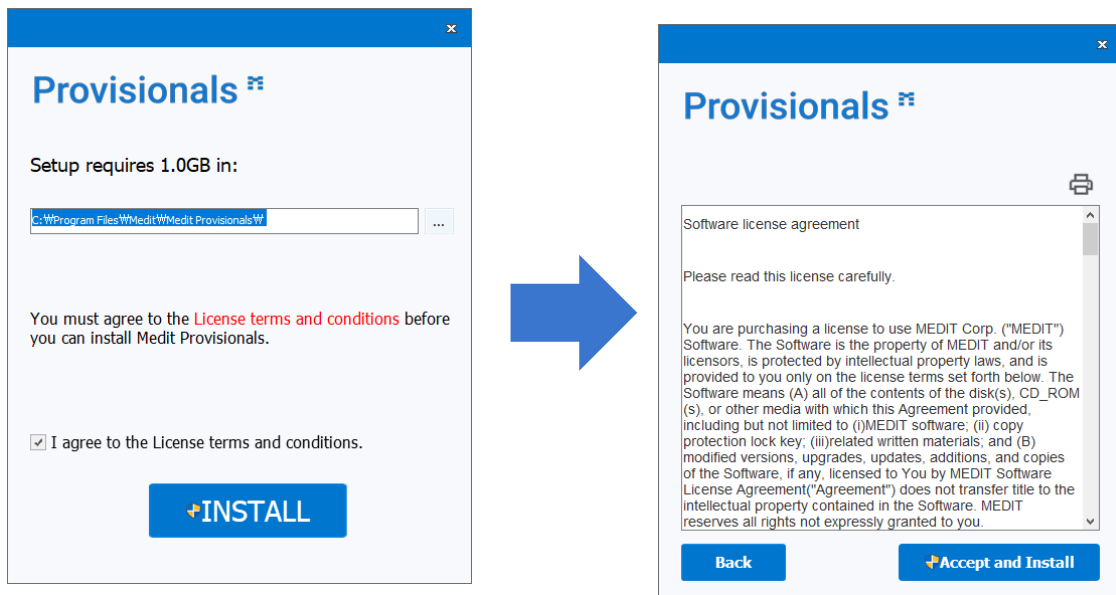 Provisionals
Setup requires 1.0GB in:
C:₩Program Files₩Medit₩Medit Provisionals₩
...
You must agree to the License terms and conditions before
you can install Medit Provisionals.
I agree to the License terms and conditions.
INSTALL
Provisionals
Software license agreement
Please read this license carefully.
You are purchasing a license to use MEDIT Corp. ("MEDIT")
Software. The Software is the property of MEDIT and/or its
licensors, is protected by intellectual property laws, and is
provided to you only on the license terms set forth below. The
Software means (A) all of the contents of the disk(s), CD_ROM
(s), or other media with which this Agreement provided,
including but not limited to (i)MEDIT software; (ii) copy
protection lock key; (iii)related written materials; and (B)
modified versions, upgrades, updates, additions, and copies
of the Software, if any, licensed to You by MEDIT Software
License Agreement("Agreement") does not transfer title to the
intellectual property contained in the Software. MEDIT
reserves all rights not expressly granted to you.
Back
Accept and Install